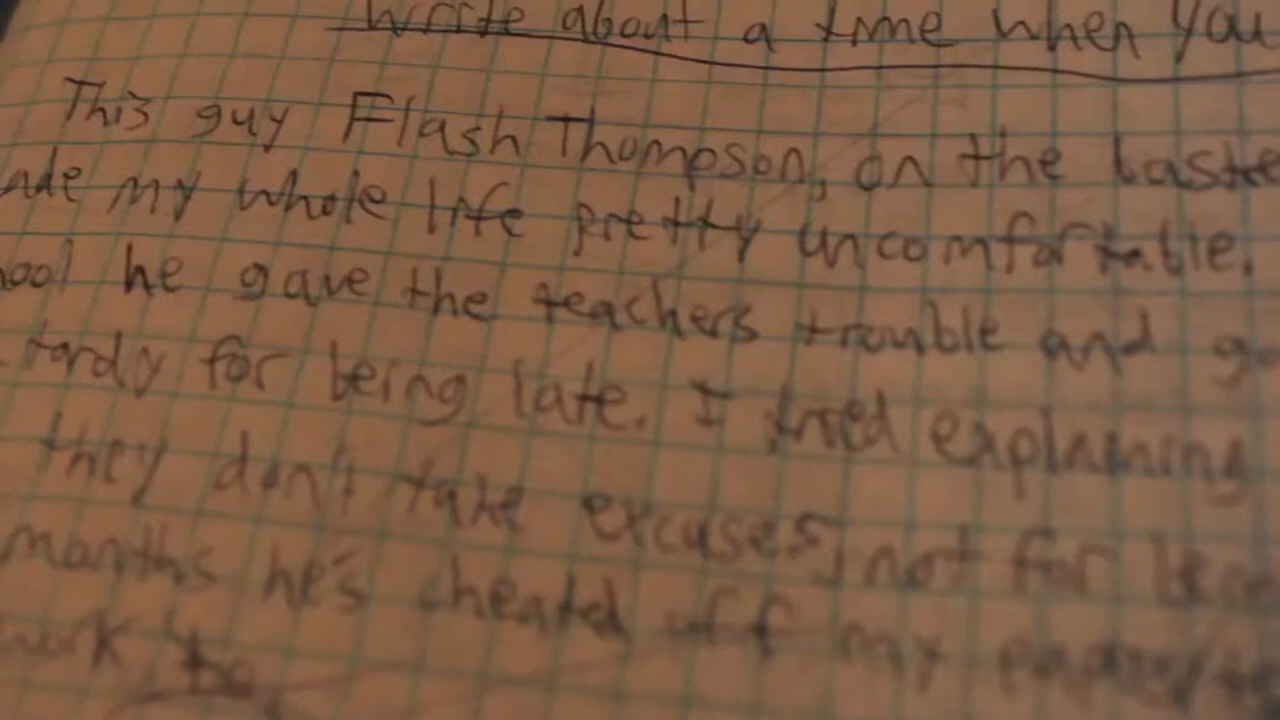 Write about a time when you
This guy Flash Thompson, on the baske
ade my whole life pretty uncomfortable.
ool he gave the teachers trouble and go
tardy for being late. I tried explaining
they don't take excuses, not for
months he's cheated off my
work